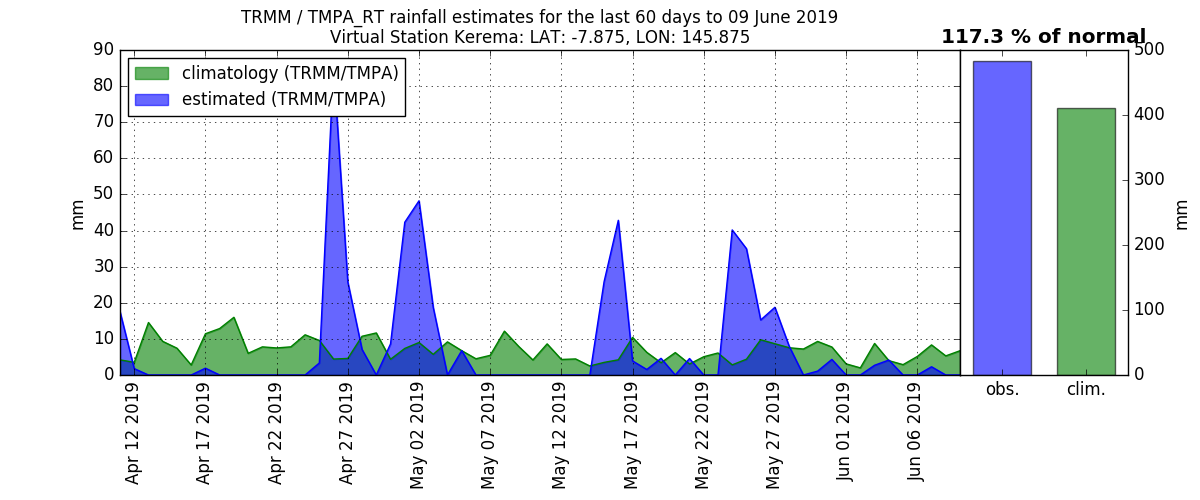 TRMM / TMPA_RT rainfall estimates for the last 60 days to 09 June 2019
Virtual Station Kerema: LAT: -7.875, LON: 145.875
117.3 % of normal
climatology (TRMM/TMPA)
estimated (TRMM/TMPA)
90
80
70
60
50
40
30
20
10
0
mm
500
400
300
200
100
0
mm
Apr 12 2019
Apr 17 2019
Apr 22 2019
Apr 27 2019
May 02 2019
May 07 2019
May 12 2019
May 17 2019
May 22 2019
May 27 2019
Jun 01 2019
Jun 06 2019
obs.
clim.